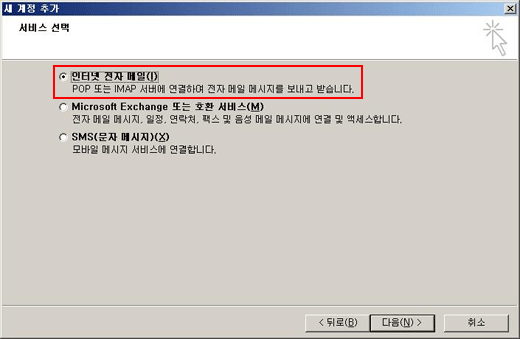 새 계정 추가
서비스 선택
인터넷 전자 메일(I)
POP 또는 IMAP 서버에 연결하여 전자 메일 메시지를 보내고 받습니다.
Microsoft Exchange 또는 호환 서비스(M)
전자 메일 메시지, 일정, 연락처, 팩스 및 음성 메일 메시지에 연결 및 액세스합니다.
SMS(문자 메시지)(X)
모바일 메시지 서비스에 연결합니다.
< 뒤로(B) 다음(N) > 취소